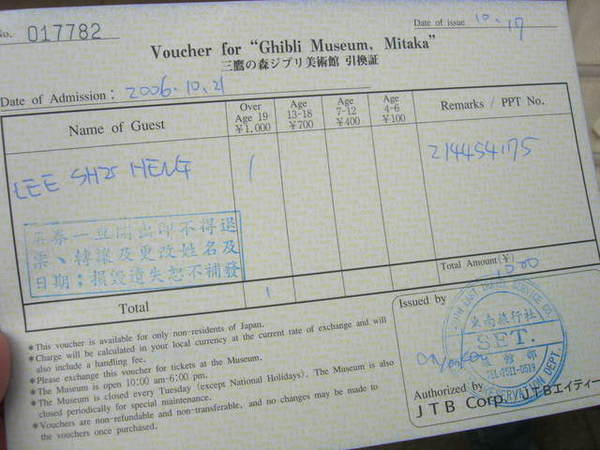 No. 017782
Date of issue 10.17
Voucher for "Ghibli Museum, Mitaka"
三鷹の森ジブリ美術館 引換証
Date of Admission: 2006.10.21
Name of Guest
Over Age 19 ¥1,000
Age 13-18 ¥700
Age 7-12 ¥400
Age 4-6 ¥100
Remarks / PPT No.
LEE SHZS HENG
1
214454175
本券一旦開出即不得退
票、轉讓及更改姓名及
日期；損毀遺失恕不補發
Total 1
Total Amount (¥)
1000
*This voucher is available for only non-residents of Japan.
*Charge will be calculated in your local currency at the current rate of exchange and will
also include a handling fee.
*Please exchange this voucher for tickets at the Museum.
*The Museum is open 10:00 am-6:00 pm.
*The Museum is closed every Tuesday (except National Holidays). The Museum is also
closed periodically for special maintenance.
*Vouchers are non-refundable and non-transferable, and no changes may be made to
the vouchers once purchased.
Issued by
東南旅行社
SET.
RESERVATION DEPT.
Authorized by
JTB Corp. JTBエイティー